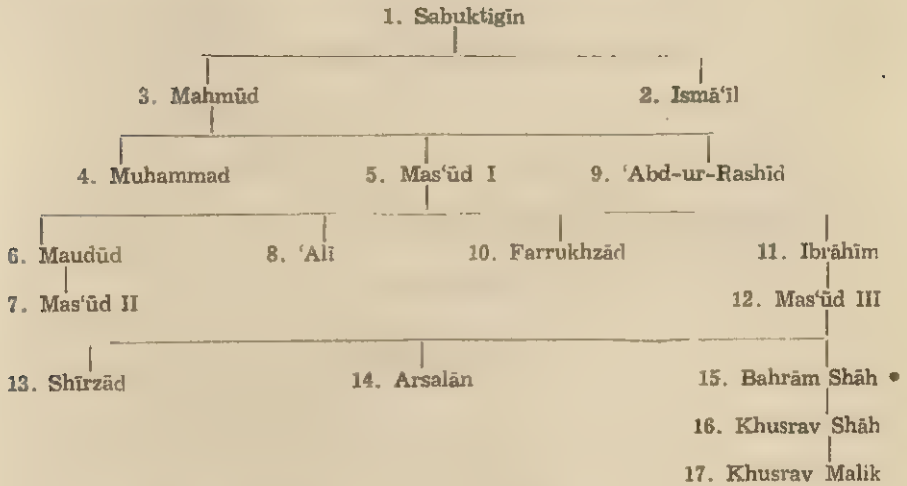 1. Sabuktigīn
3. Mahmūd 2. Ismā‘īl
4. Muhammad 5. Mas‘ūd I 9. ‘Abd-ur-Rashīd
6. Maudūd 8. ‘Alī 10. Farrukhzād 11. Ibrāhīm
7. Mas‘ūd II 12. Mas‘ūd III
13. Shīrzād 14. Arsalān 15. Bahrām Shāh
16. Khusrav Shāh
17. Khusrav Malik